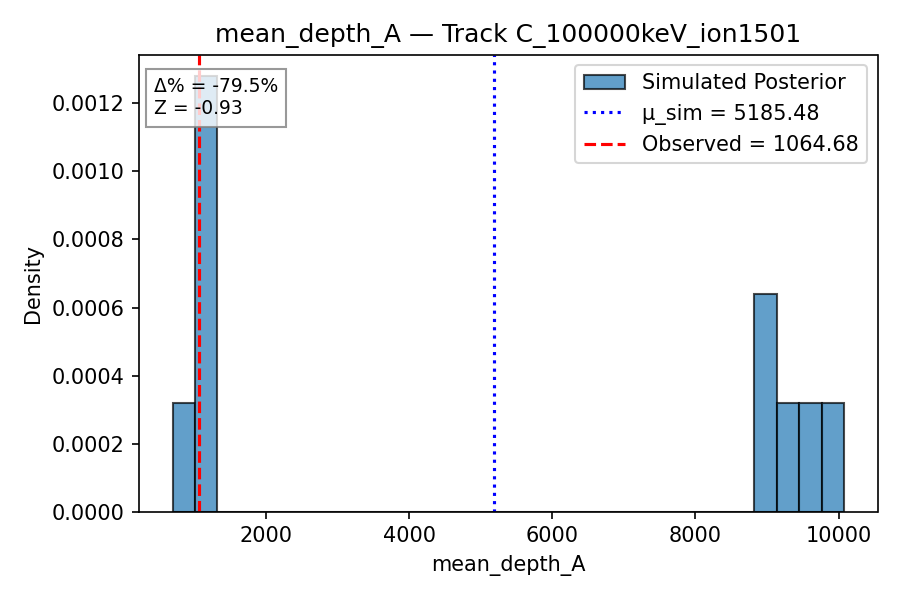 mean_depth_A — Track C_100000keV_ion1501
Δ% = -79.5%
Z = -0.93
Simulated Posterior
μ_sim = 5185.48
Observed = 1064.68
Density
0.0012
0.0010
0.0008
0.0006
0.0004
0.0002
0.0000
2000 4000 6000 8000 10000
mean_depth_A